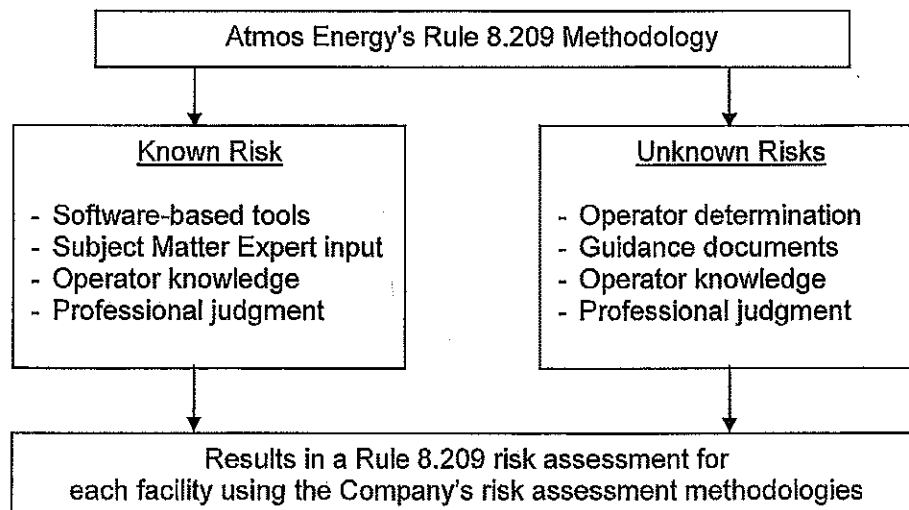 Atmos Energy's Rule 8.209 Methodology
Known Risk
- Software-based tools
- Subject Matter Expert input
- Operator knowledge
- Professional judgment
Unknown Risks
- Operator determination
- Guidance documents
- Operator knowledge
- Professional judgment
Results in a Rule 8.209 risk assessment for
each facility using the Company's risk assessment methodologies